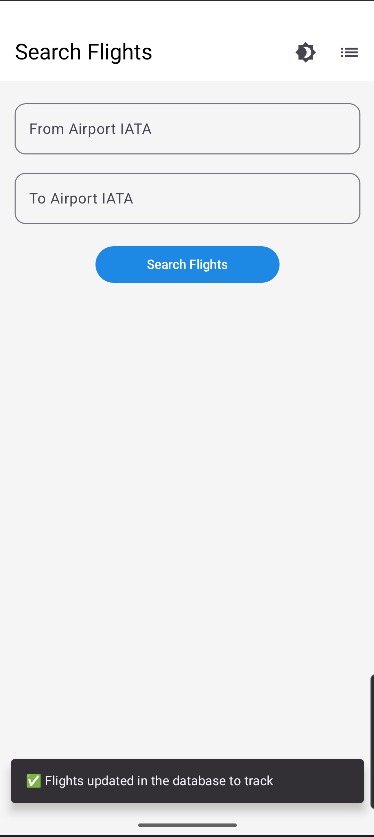 Search Flights
From Airport IATA
To Airport IATA
Search Flights
✅ Flights updated in the database to track